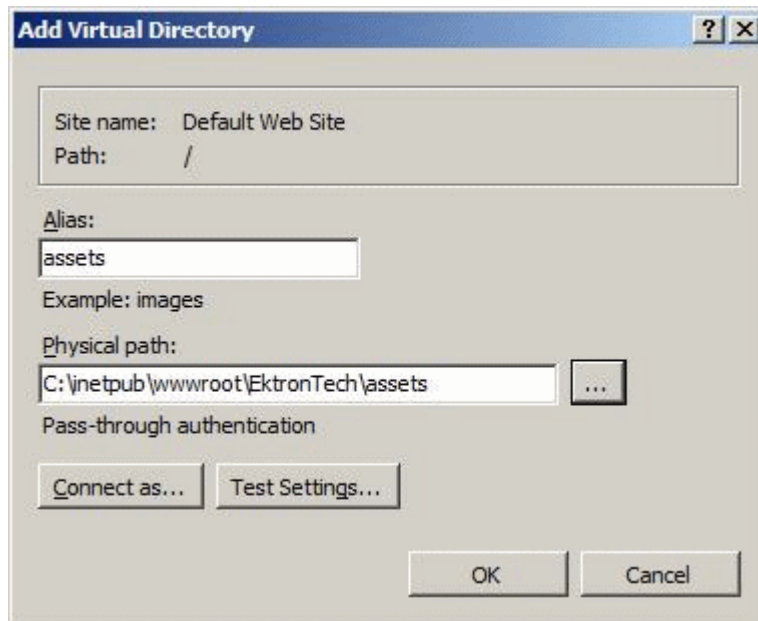 Add Virtual Directory
Site name: Default Web Site
Path: /
Alias:
assets
Example: images
Physical path:
C:\inetpub\wwwroot\EktronTech\assets
...
Pass-through authentication
Connect as... Test Settings...
OK Cancel